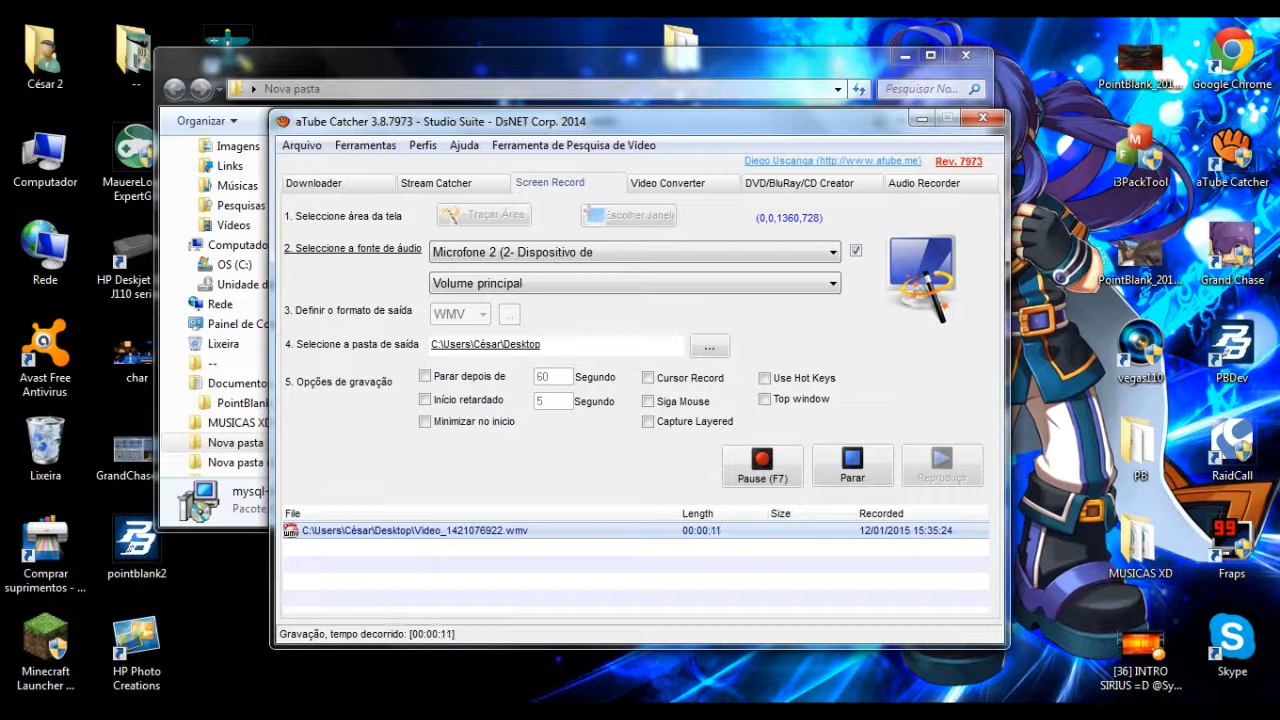 César 2
Computador
Rede
Avast Free
Antivirus
Lixeira
Comprar
suprimentos - ...
Minecraft
Launcher ...
--
MauereLo...
ExpertG...
HP Deskjet
J110 seri...
char
GrandChase
pointblank2
HP Photo
Creations
Nova pasta
Pesquisar No...
Organizar
Imagens
Links
Músicas
Pesquisas
Vídeos
Computado
OS (C:)
Unidade d
Rede
Painel de Co
Lixeira
--
Documento
PointBlan
MUSICAS XD
Nova pasta
Nova pasta
mysql-
Pacote
aTube Catcher 3.8.7973 - Studio Suite - DsNET Corp. 2014
Arquivo Ferramentas Perfis Ajuda Ferramenta de Pesquisa de Vídeo
Diego Uscanga (http://www.atube.me) Rev. 7973
Downloader Stream Catcher Screen Record Video Converter DVD/BluRay/CD Creator Audio Recorder
1. Seleccione área da tela Traçar Área Escolher Janela (0,0,1360,728)
2. Seleccione a fonte de áudio Microfone 2 (2- Dispositivo de
Volume principal
3. Definir o formato de saída WMV ...
4. Selecione a pasta de saída C:\Users\César\Desktop ...
5. Opções de gravação
Parar depois de 60 Segundo Cursor Record Use Hot Keys
Início retardado 5 Segundo Siga Mouse Top window
Minimizar no inicio Capture Layered
Pause (F7) Parar Reproduçir
File Length Size Recorded
C:\Users\César\Desktop\Video_1421076922.wmv 00:00:11 12/01/2015 15:35:24
Gravação, tempo decorrido: [00:00:11]
PointBlank_201...
Google Chrome
i3PackTool
aTube Catcher
PointBlank_201...
Grand Chase
vegas110
PBDev
PB
RaidCall
MUSICAS XD
99
Fraps
[36] INTRO
SIRIUS =D @Sy...
Skype